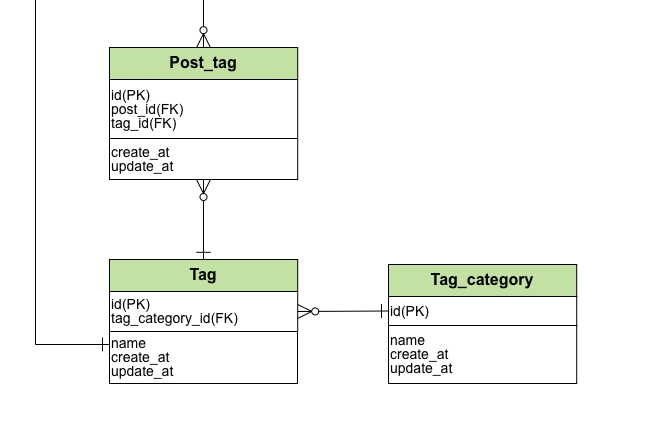 Post_tag
id(PK)
post_id(FK)
tag_id(FK)
create_at
update_at
Tag
id(PK)
tag_category_id(FK)
name
create_at
update_at
Tag_category
id(PK)
name
create_at
update_at